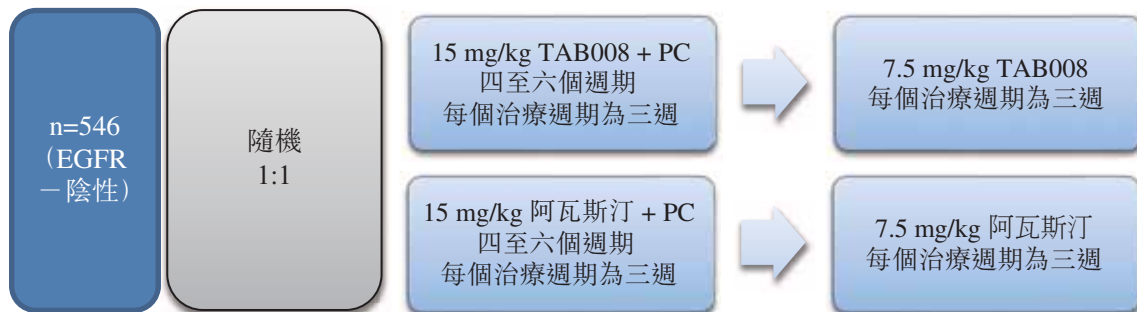 n=546
（EGFR
－陰性）
隨機
1:1
15 mg/kg TAB008 + PC
四至六個週期
每個治療週期為三週
7.5 mg/kg TAB008
每個治療週期為三週
15 mg/kg 阿瓦斯汀 + PC
四至六個週期
每個治療週期為三週
7.5 mg/kg 阿瓦斯汀
每個治療週期為三週